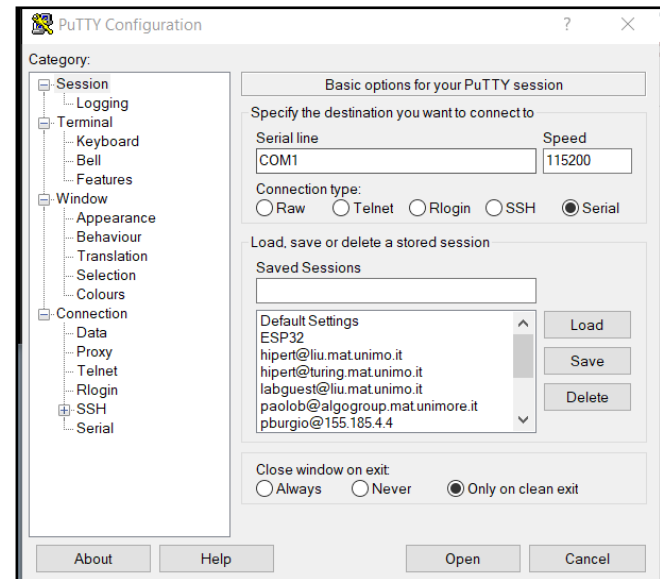 PuTTY Configuration
?
Category:
Session
Logging
Terminal
Keyboard
Bell
Features
Window
Appearance
Behaviour
Translation
Selection
Colours
Connection
Data
Proxy
Telnet
Rlogin
SSH
Serial
Basic options for your PuTTY session
Specify the destination you want to connect to
Serial line Speed
COM1 115200
Connection type:
Raw Telnet Rlogin SSH Serial
Load, save or delete a stored session
Saved Sessions
Default Settings
ESP32
hipert@liu.mat.unimo.it
hipert@turing.mat.unimo.it
labguest@liu.mat.unimo.it
paolob@algogroup.mat.unimore.it
pburgio@155.185.4.4
Load
Save
Delete
Close window on exit:
Always Never Only on clean exit
About Help Open Cancel